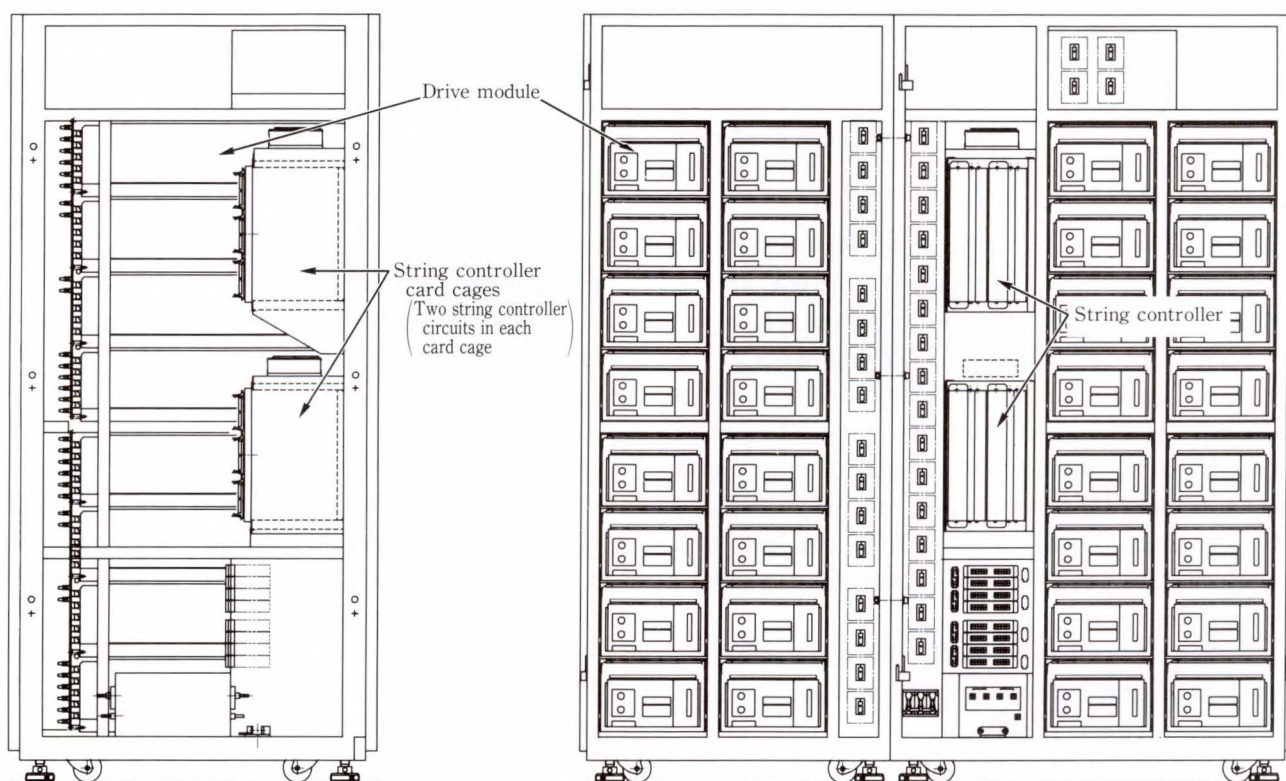 Drive module
String controller
card cages
(Two string controller
circuits in each
card cage)
String controller